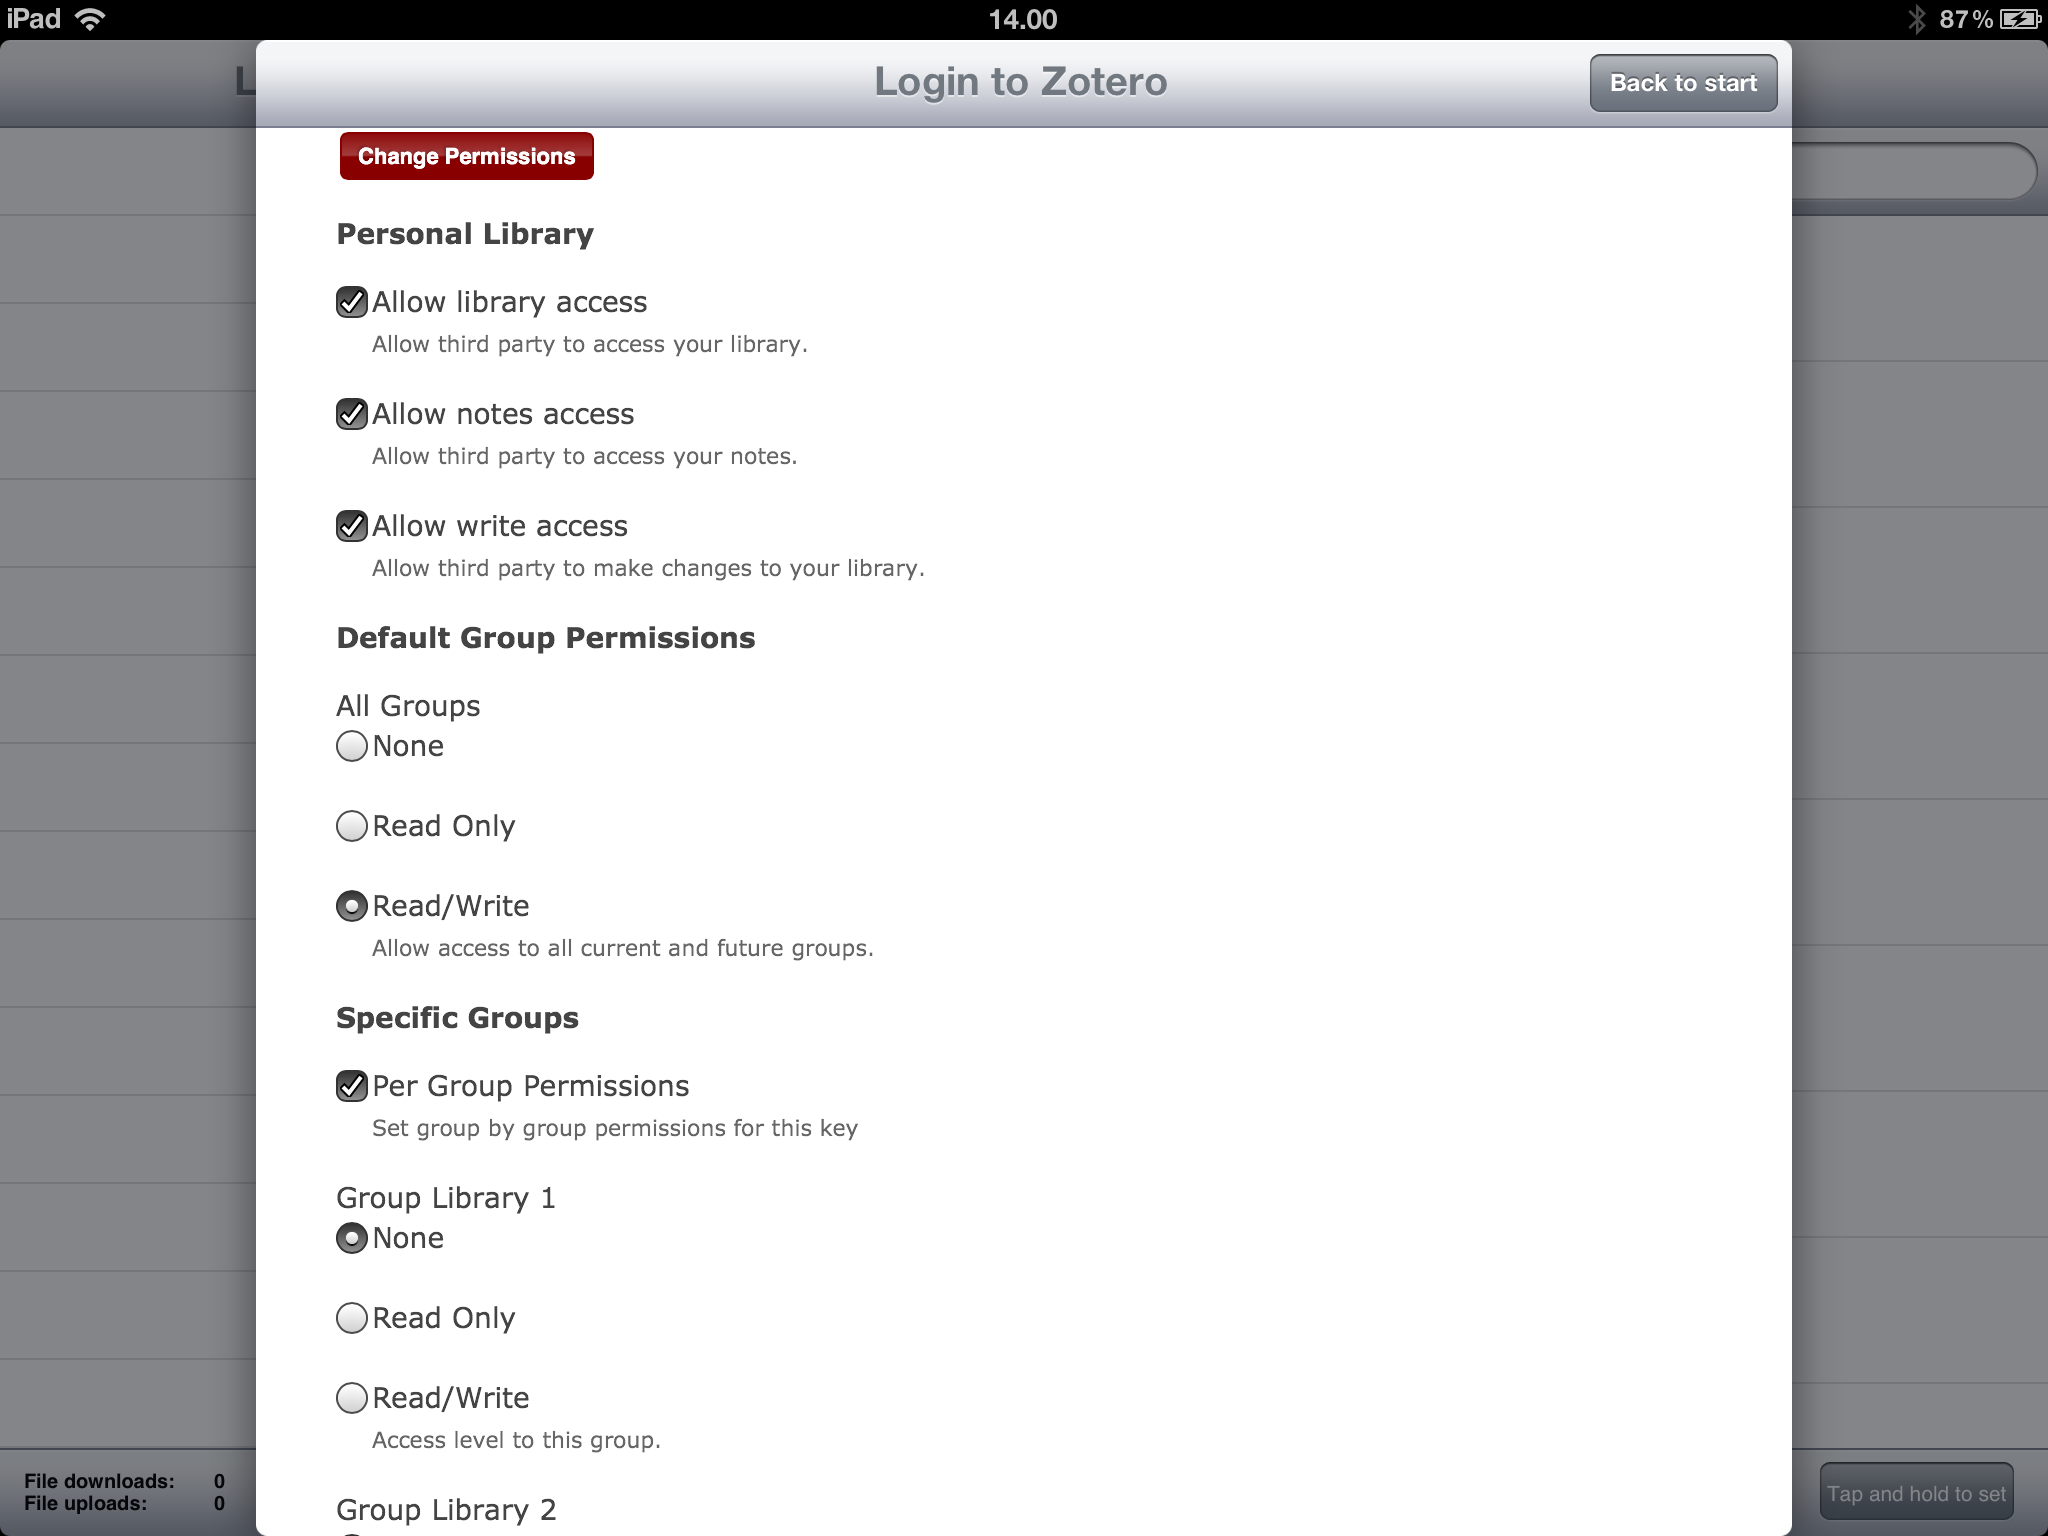 iPad 14.00 87%
L
Login to Zotero
Back to start
Change Permissions
Personal Library
Allow library access
Allow third party to access your library.
Allow notes access
Allow third party to access your notes.
Allow write access
Allow third party to make changes to your library.
Default Group Permissions
All Groups
None
Read Only
Read/Write
Allow access to all current and future groups.
Specific Groups
Per Group Permissions
Set group by group permissions for this key
Group Library 1
None
Read Only
Read/Write
Access level to this group.
Group Library 2
File downloads: 0
File uploads: 0
Tap and hold to set